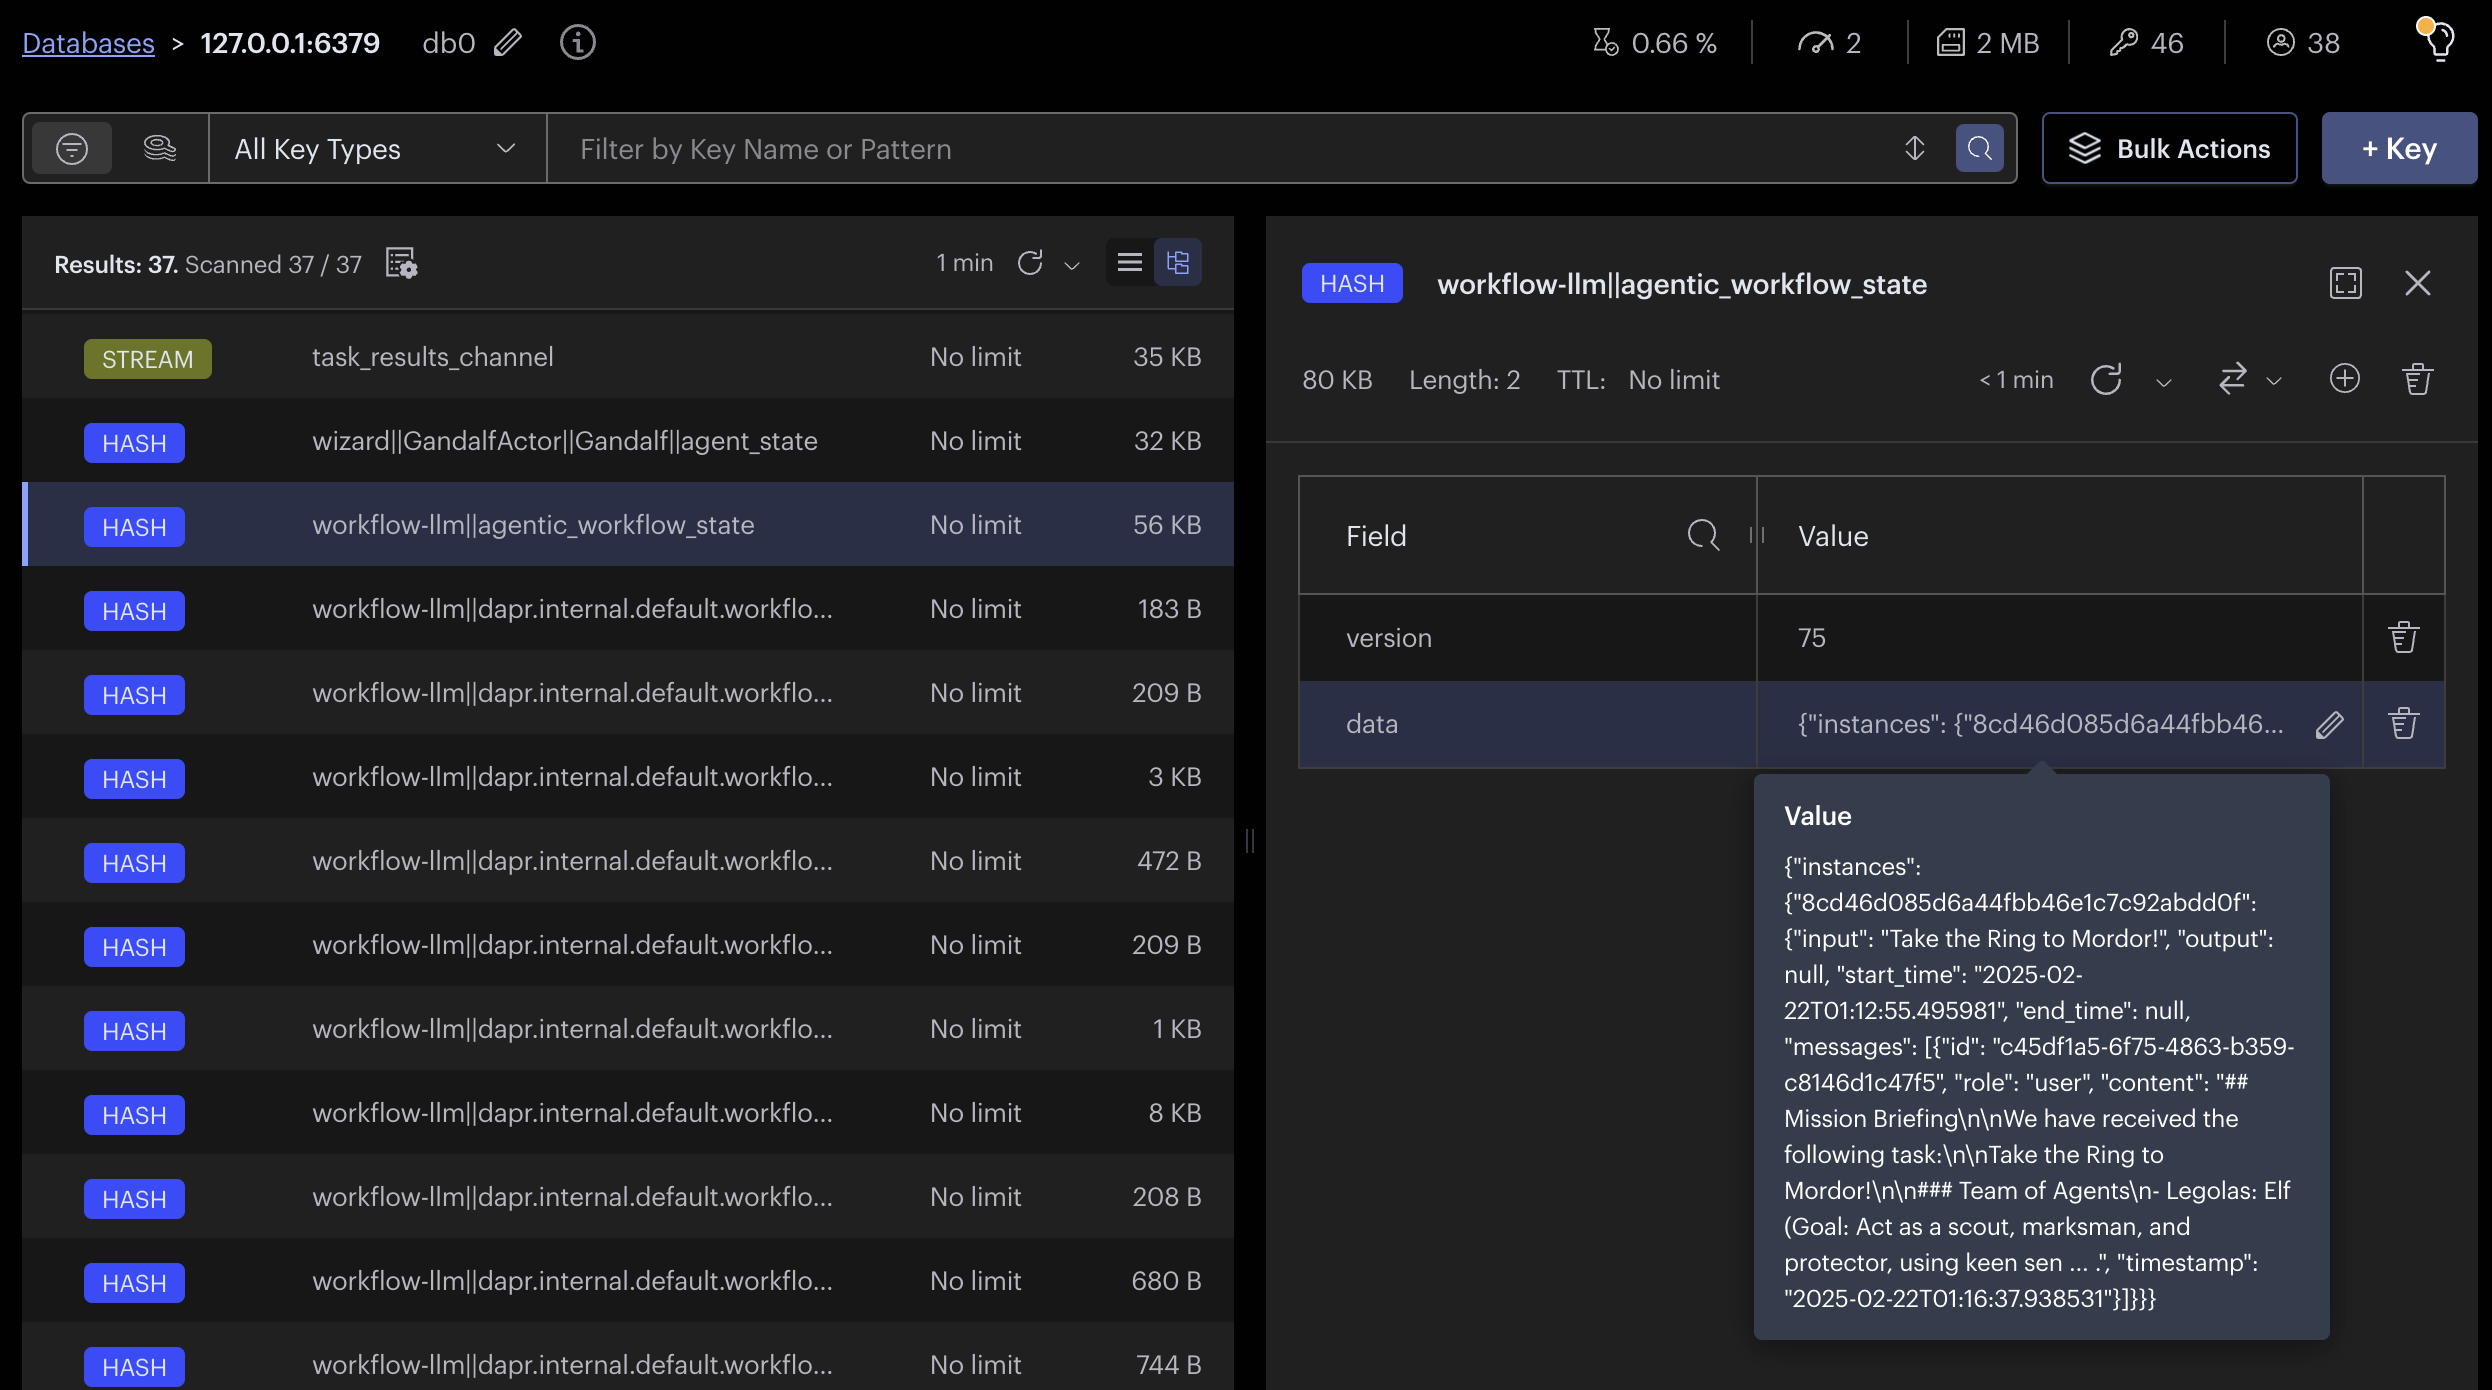 Databases > 127.0.0.1:6379 db0 0.66 % 2 2 MB 46 38
All Key Types Filter by Key Name or Pattern Bulk Actions + Key
Results: 37. Scanned 37 / 37 1 min
STREAM task_results_channel No limit 35 KB
HASH wizard||GandalfActor||Gandalf||agent_state No limit 32 KB
HASH workflow-llm||agentic_workflow_state No limit 56 KB
HASH workflow-llm||dapr.internal.default.workflo... No limit 183 B
HASH workflow-llm||dapr.internal.default.workflo... No limit 209 B
HASH workflow-llm||dapr.internal.default.workflo... No limit 3 KB
HASH workflow-llm||dapr.internal.default.workflo... No limit 472 B
HASH workflow-llm||dapr.internal.default.workflo... No limit 209 B
HASH workflow-llm||dapr.internal.default.workflo... No limit 1 KB
HASH workflow-llm||dapr.internal.default.workflo... No limit 8 KB
HASH workflow-llm||dapr.internal.default.workflo... No limit 208 B
HASH workflow-llm||dapr.internal.default.workflo... No limit 680 B
HASH workflow-llm||dapr.internal.default.workflo... No limit 744 B
HASH workflow-llm||agentic_workflow_state
80 KB Length: 2 TTL: No limit < 1 min
Field Value
version 75
data {"instances": {"8cd46d085d6a44fbb46...
Value
{"instances":
{"8cd46d085d6a44fbb46e1c7c92abdd0f":
{"input": "Take the Ring to Mordor!", "output":
null, "start_time": "2025-02-
22T01:12:55.495981", "end_time": null,
"messages": [{"id": "c45df1a5-6f75-4863-b359-
c8146d1c47f5", "role": "user", "content": "##
Mission Briefing\n\nWe have received the
following task:\n\nTake the Ring to
Mordor!\n\n### Team of Agents\n- Legolas: Elf
(Goal: Act as a scout, marksman, and
protector, using keen sen ... .", "timestamp":
"2025-02-22T01:16:37.938531"}]}}}